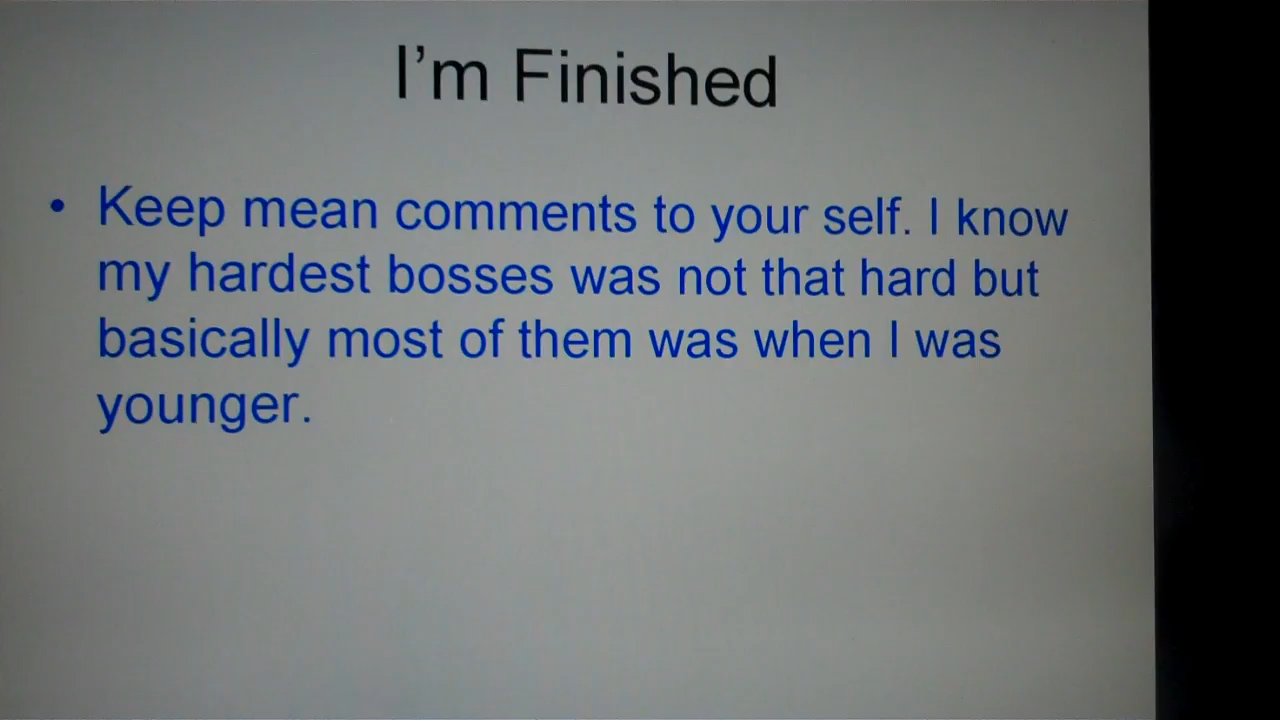 I'm Finished
• Keep mean comments to your self. I know
my hardest bosses was not that hard but
basically most of them was when I was
younger.